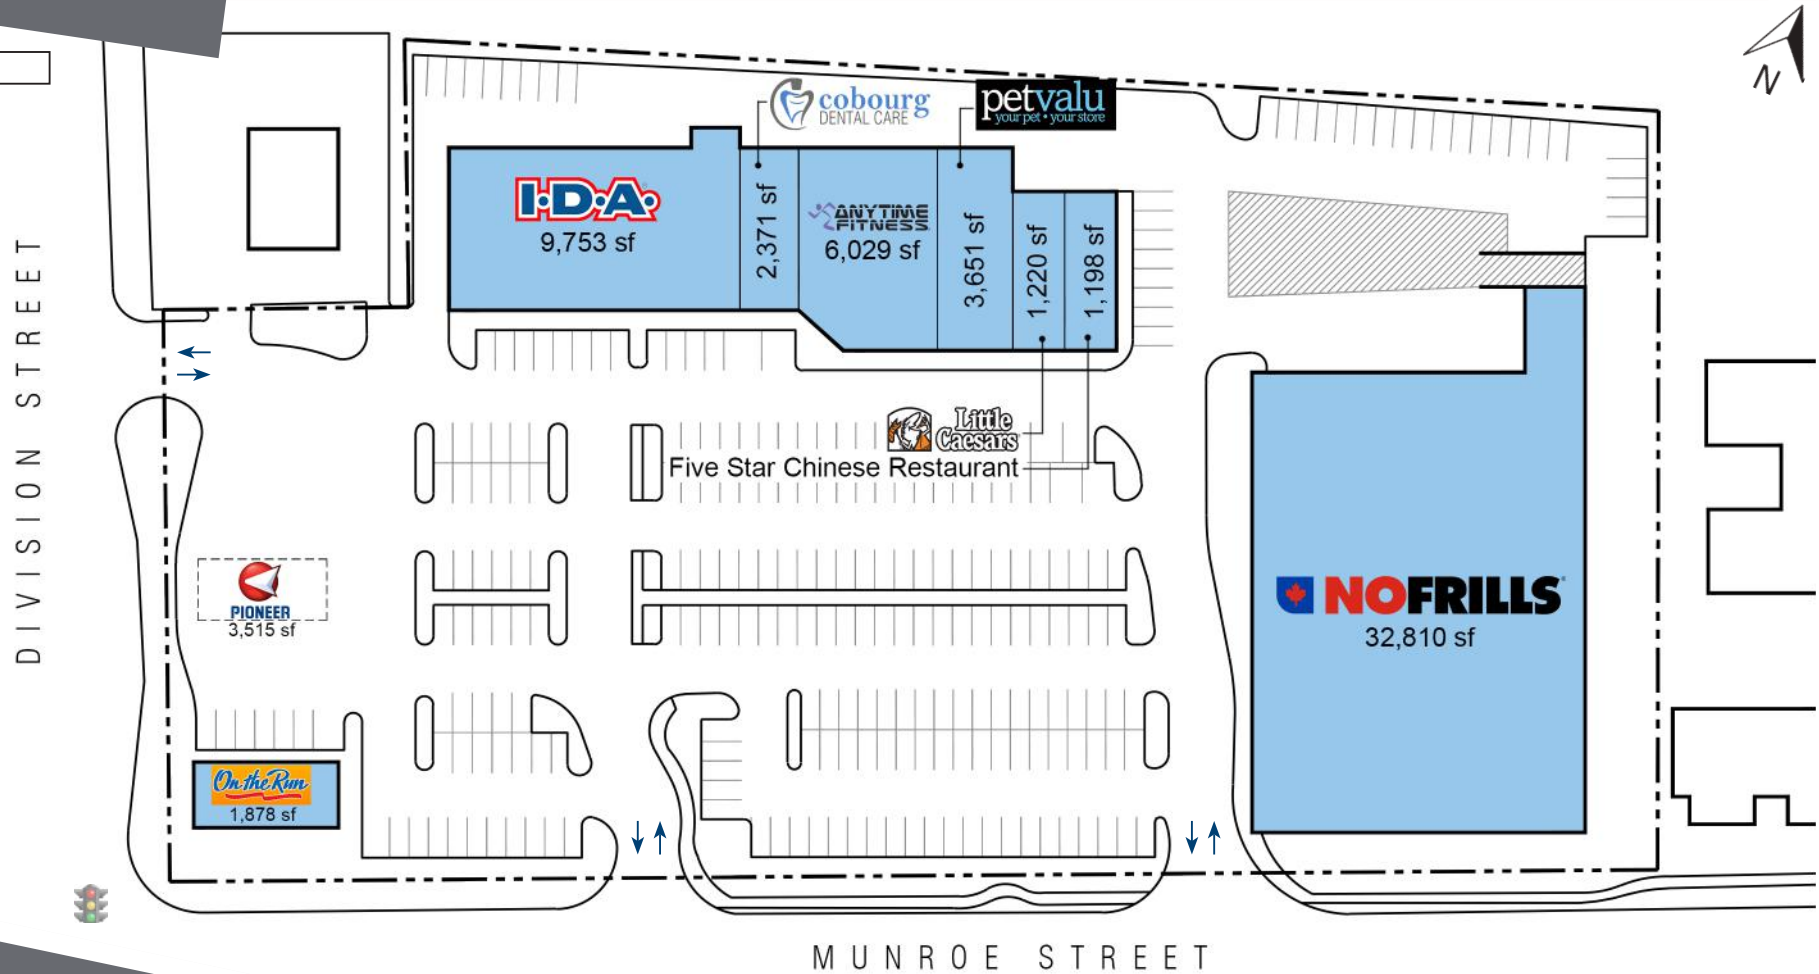 N
cobourg
DENTAL CARE
petvalu
your pet • your store
I•D•A•
9,753 sf
2,371 sf
ANYTIME
FITNESS
6,029 sf
3,651 sf
1,220 sf
1,198 sf
DIVISION STREET
Little
Caesars
Five Star Chinese Restaurant
PIONEER
3,515 sf
NOFRILLS
32,810 sf
On the Run
1,878 sf
MUNROE STREET